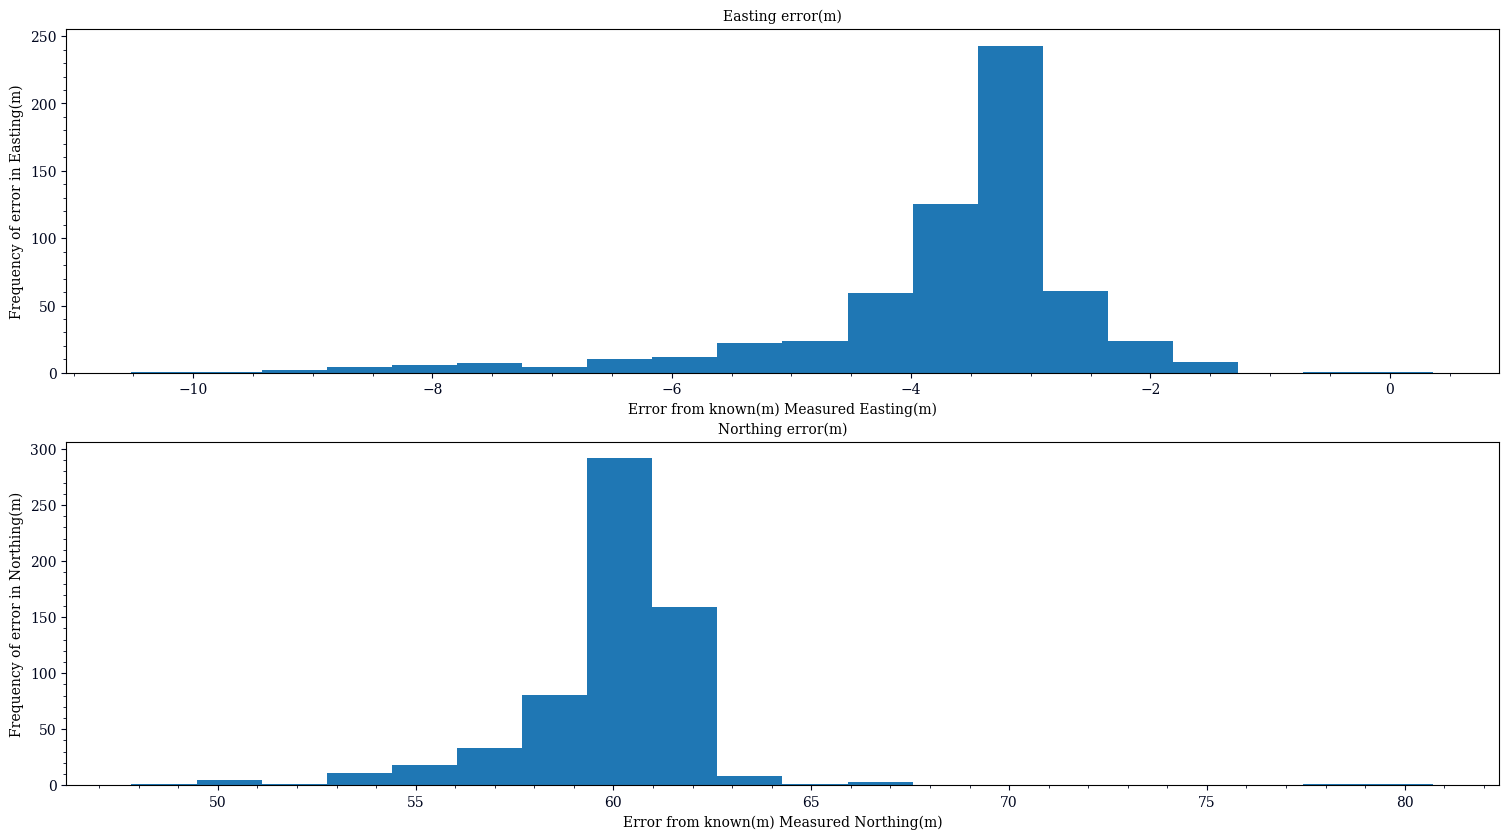 Easting error(m)
250
200
150
100
50
0
Frequency of error in Easting(m)
−10 −8 −6 −4 −2 0
Error from known(m) Measured Easting(m)
Northing error(m)
300
250
200
150
100
50
0
Frequency of error in Northing(m)
50 55 60 65 70 75 80
Error from known(m) Measured Northing(m)